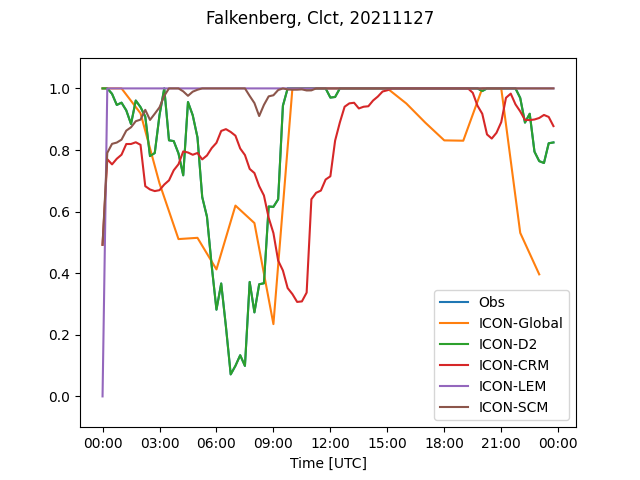 Falkenberg, Clct, 20211127
1.0
0.8
0.6
0.4
0.2
0.0
Obs
ICON-Global
ICON-D2
ICON-CRM
ICON-LEM
ICON-SCM
00:00 03:00 06:00 09:00 12:00 15:00 18:00 21:00 00:00
Time [UTC]